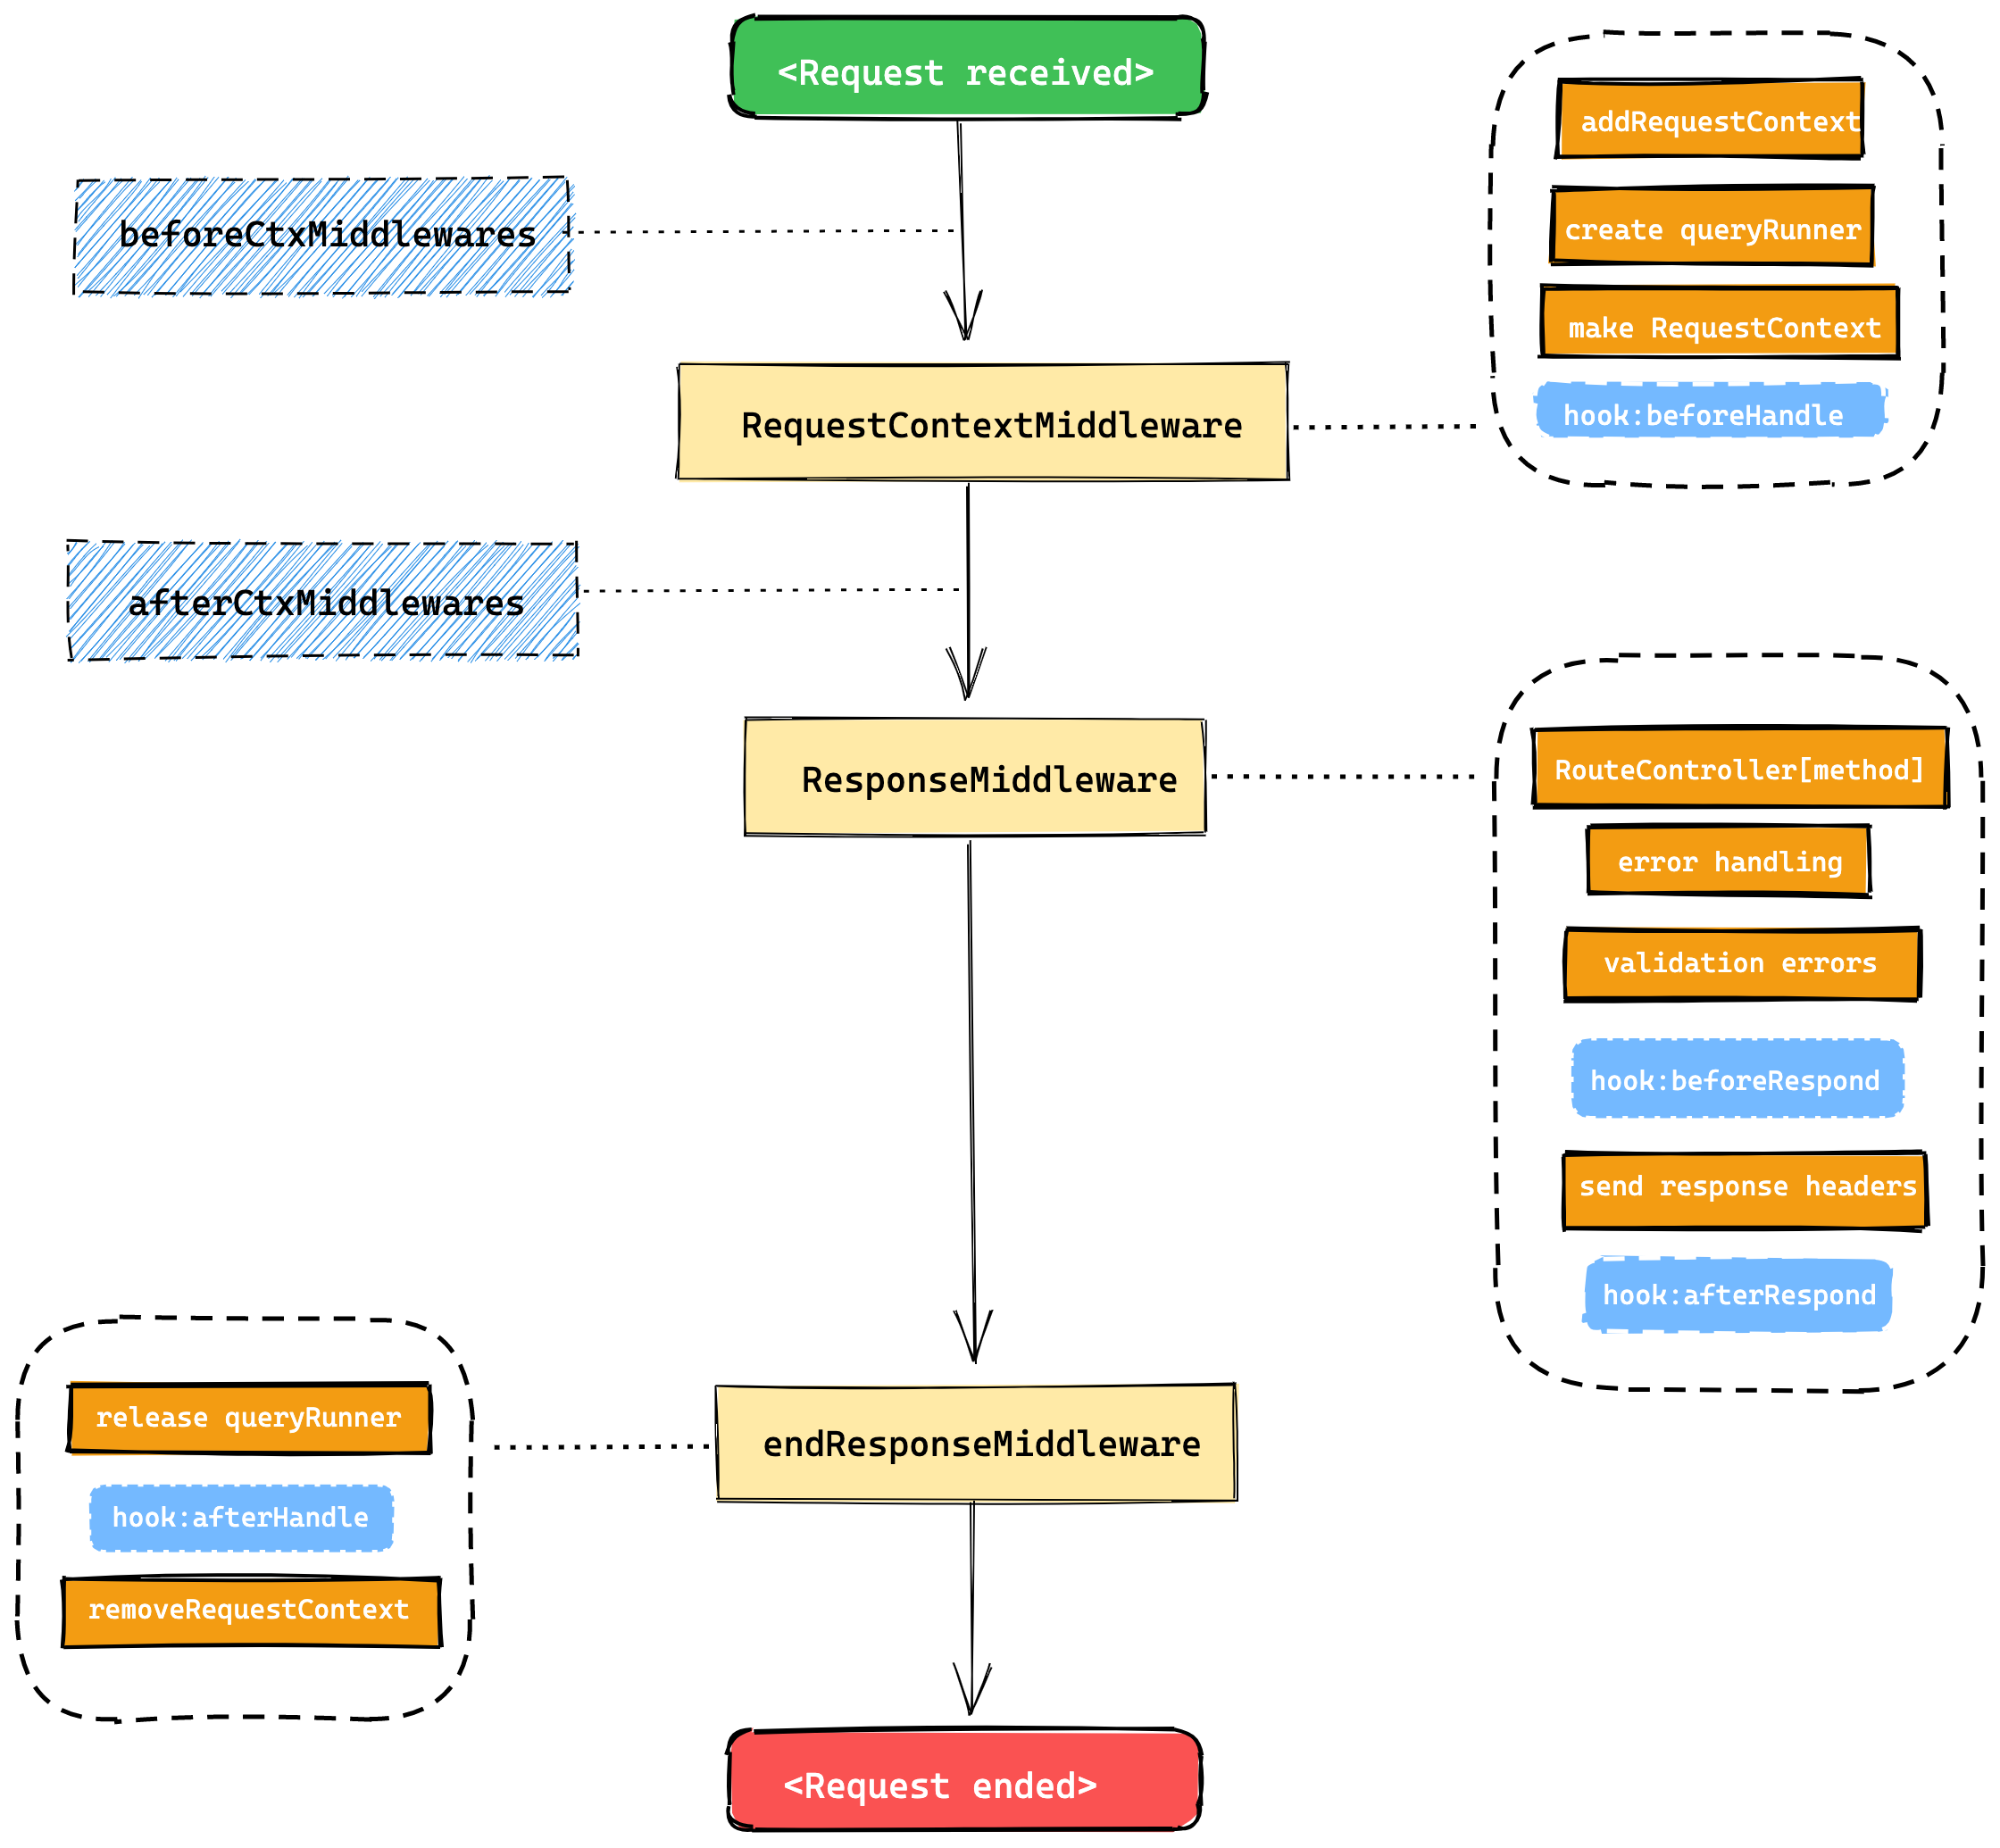 <Request received>
addRequestContext
create queryRunner
make RequestContext
hook:beforeHandle
beforeCtxMiddlewares
RequestContextMiddleware
afterCtxMiddlewares
ResponseMiddleware
RouteController[method]
error handling
validation errors
hook:beforeRespond
send response headers
hook:afterRespond
release queryRunner
hook:afterHandle
removeRequestContext
endResponseMiddleware
<Request ended>